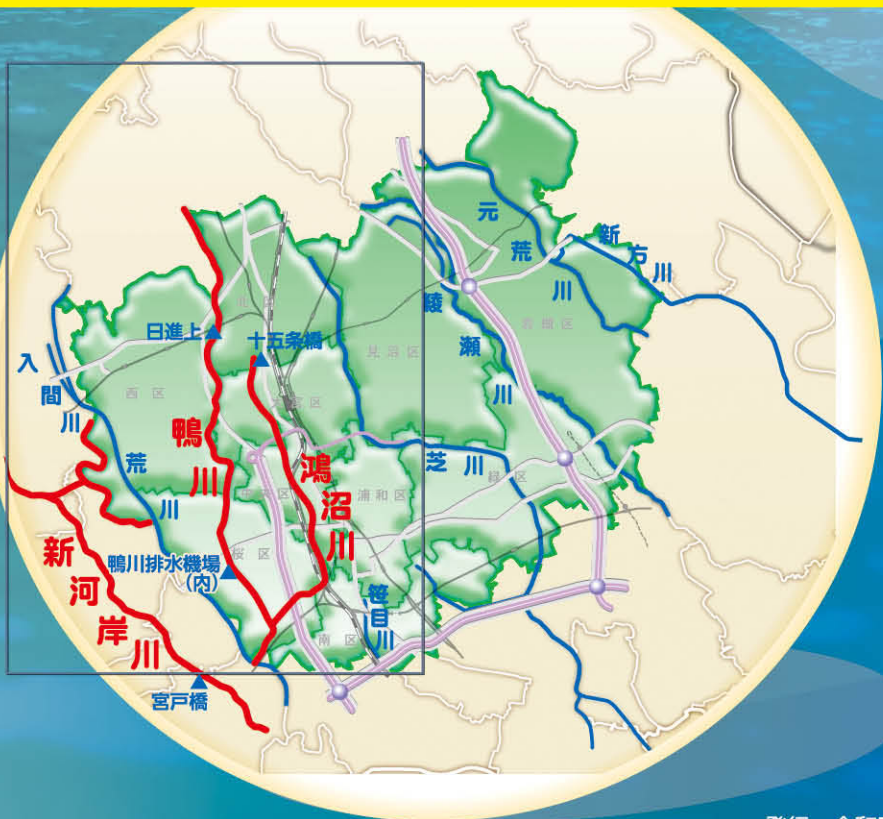 元荒川
新方川
綾瀬川
日進上
十五条橋
北区
見沼区
岩槻区
入間川
西区
大宮区
鴨川
荒川
鴻沼川
芝川
緑区
中央区
浦和区
桜区
新河岸川
鴨川排水機場
(内)
笹目川
南区
宮戸橋